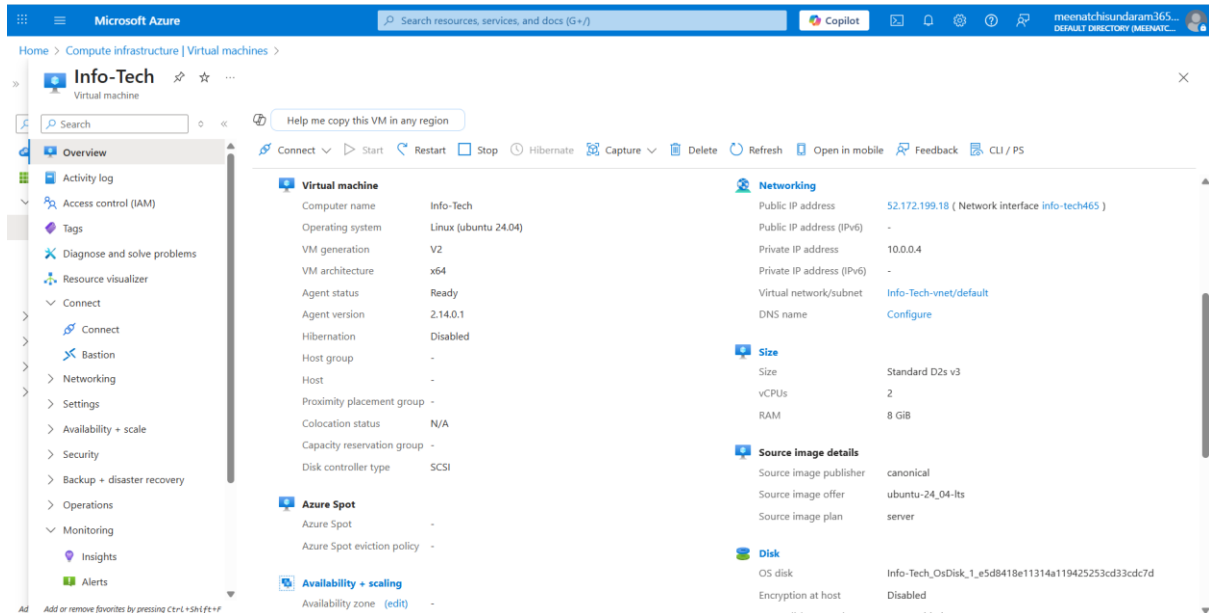 Microsoft Azure
Search resources, services, and docs (G+/)
Copilot
meenatchisundaram365...
DEFAULT DIRECTORY (MEENATC...
Home > Compute infrastructure | Virtual machines >
Info-Tech
Virtual machine
Search
Overview
Activity log
Access control (IAM)
Tags
Diagnose and solve problems
Resource visualizer
Connect
Connect
Bastion
Networking
Settings
Availability + scale
Security
Backup + disaster recovery
Operations
Monitoring
Insights
Alerts
Ad
Add or remove favorites by pressing Ctrl+Shift+F
Help me copy this VM in any region
Connect Start Restart Stop Hibernate Capture Delete Refresh Open in mobile Feedback CLI / PS
Virtual machine
Computer name Info-Tech
Operating system Linux (ubuntu 24.04)
VM generation V2
VM architecture x64
Agent status Ready
Agent version 2.14.0.1
Hibernation Disabled
Host group -
Host -
Proximity placement group -
Colocation status N/A
Capacity reservation group -
Disk controller type SCSI
Azure Spot
Azure Spot -
Azure Spot eviction policy -
Availability + scaling
Availability zone (edit) -
Networking
Public IP address 52.172.199.18 ( Network interface info-tech465 )
Public IP address (IPv6) -
Private IP address 10.0.0.4
Private IP address (IPv6) -
Virtual network/subnet Info-Tech-vnet/default
DNS name Configure
Size
Size Standard D2s v3
vCPUs 2
RAM 8 GiB
Source image details
Source image publisher canonical
Source image offer ubuntu-24_04-lts
Source image plan server
Disk
OS disk Info-Tech_OsDisk_1_e5d8418e11314a119425253cd33cdc7d
Encryption at host Disabled